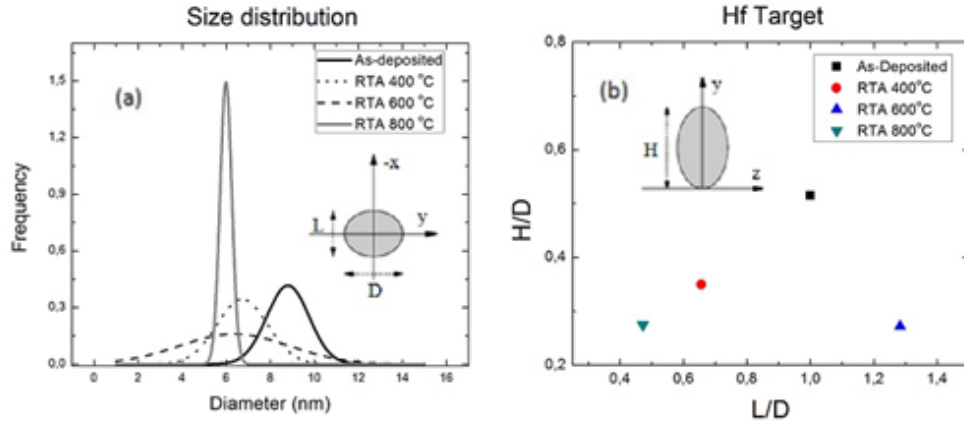 Size distribution
1,5
1,2
0,9
0,6
0,3
0,0
Frequency
(a)
As-deposited
RTA 400 °C
RTA 600 °C
RTA 800 °C
-x
L
y
D
0 2 4 6 8 10 12 14 16
Diameter (nm)
Hf Target
0,8
0,6
0,4
0,2
H/D
(b)
As-Deposited
RTA 400°C
RTA 600°C
RTA 800°C
y
H
z
0,4 0,6 0,8 1,0 1,2 1,4
L/D